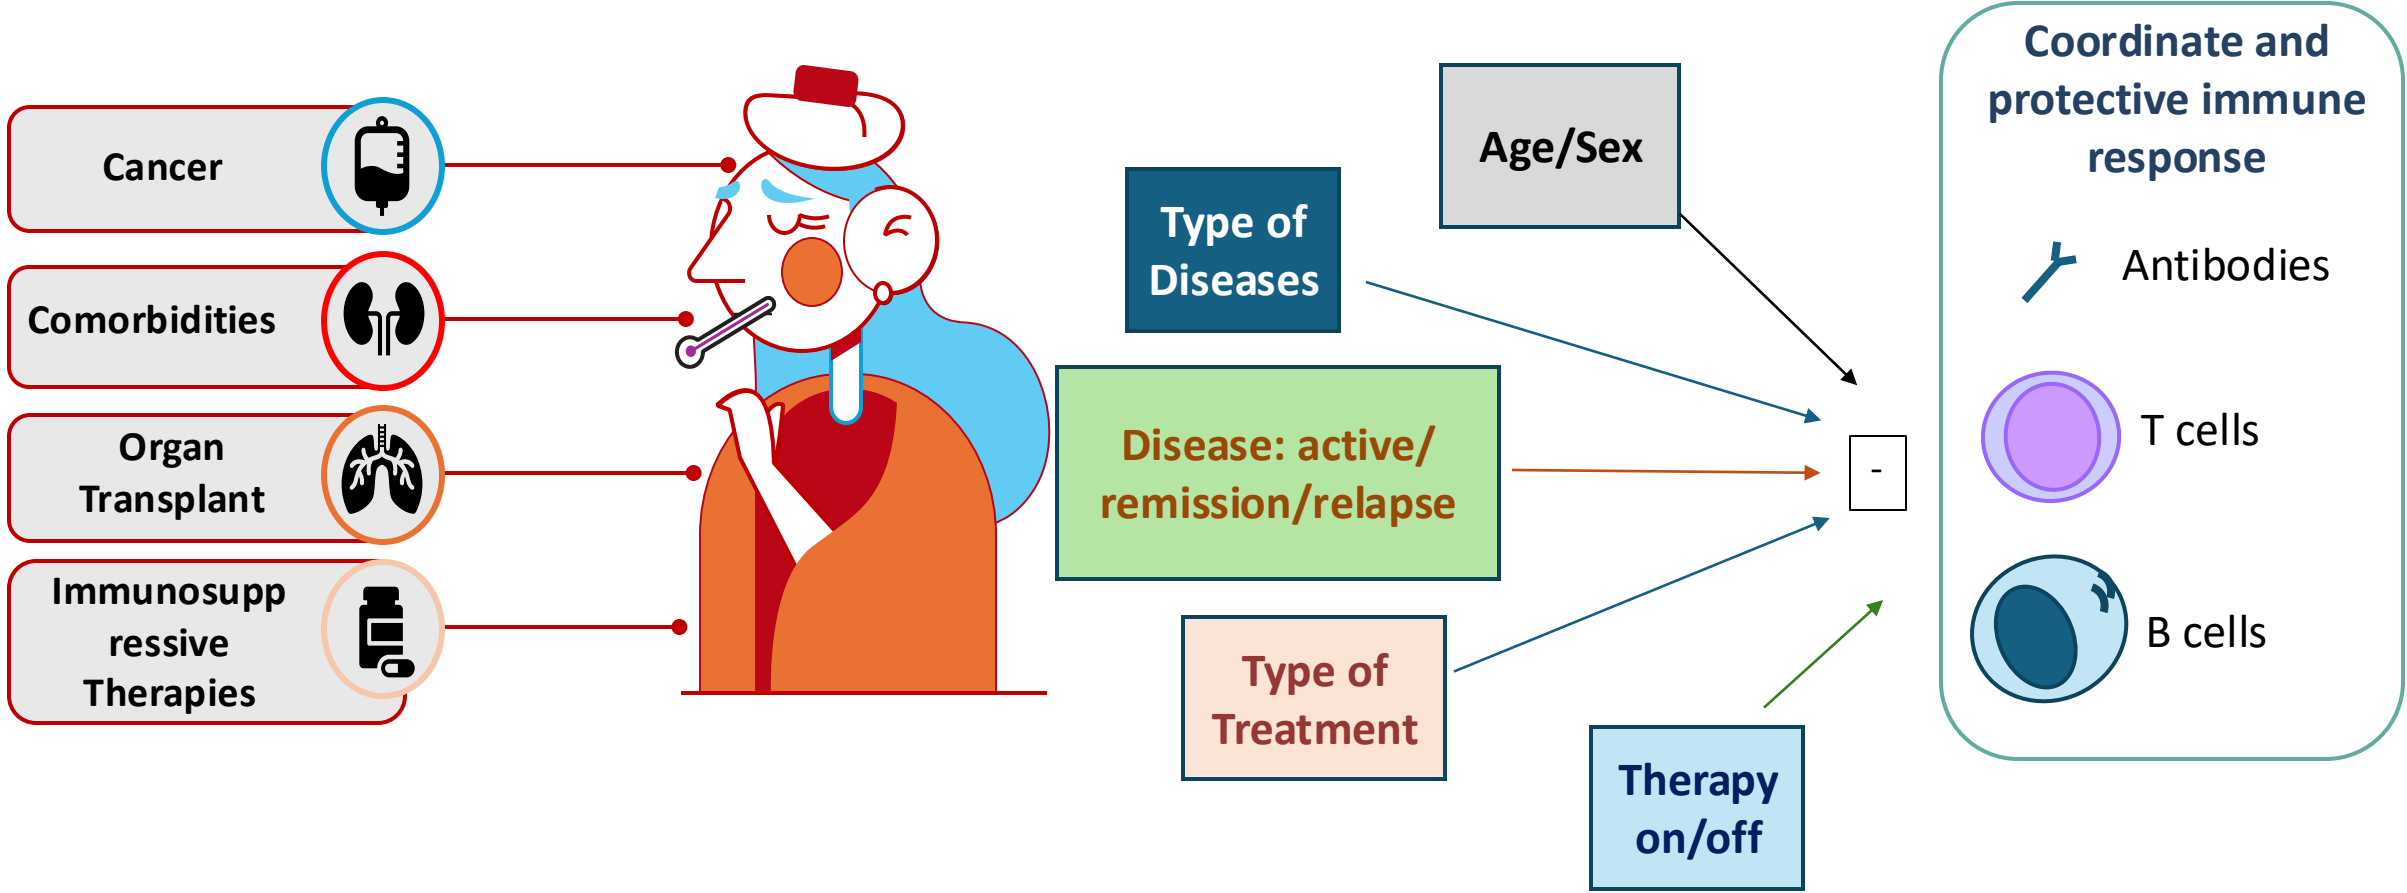 Cancer
Comorbidities
Organ
Transplant
Immunosupp
ressive
Therapies
Type of
Diseases
Age/Sex
Disease: active/
remission/relapse
Type of
Treatment
Therapy
on/off
-
Coordinate and
protective immune
response
Antibodies
T cells
B cells